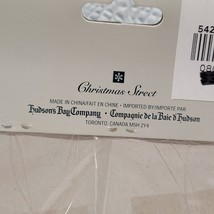 542
Christmas Street
MADE IN CHINA/FAIT EN CHINE • IMPORTED BY/IMPORTÉ PAR
Hudson's Bay Company • Compagnie de la Baie d'Hudson
TORONTO, CANADA M5H 2Y4